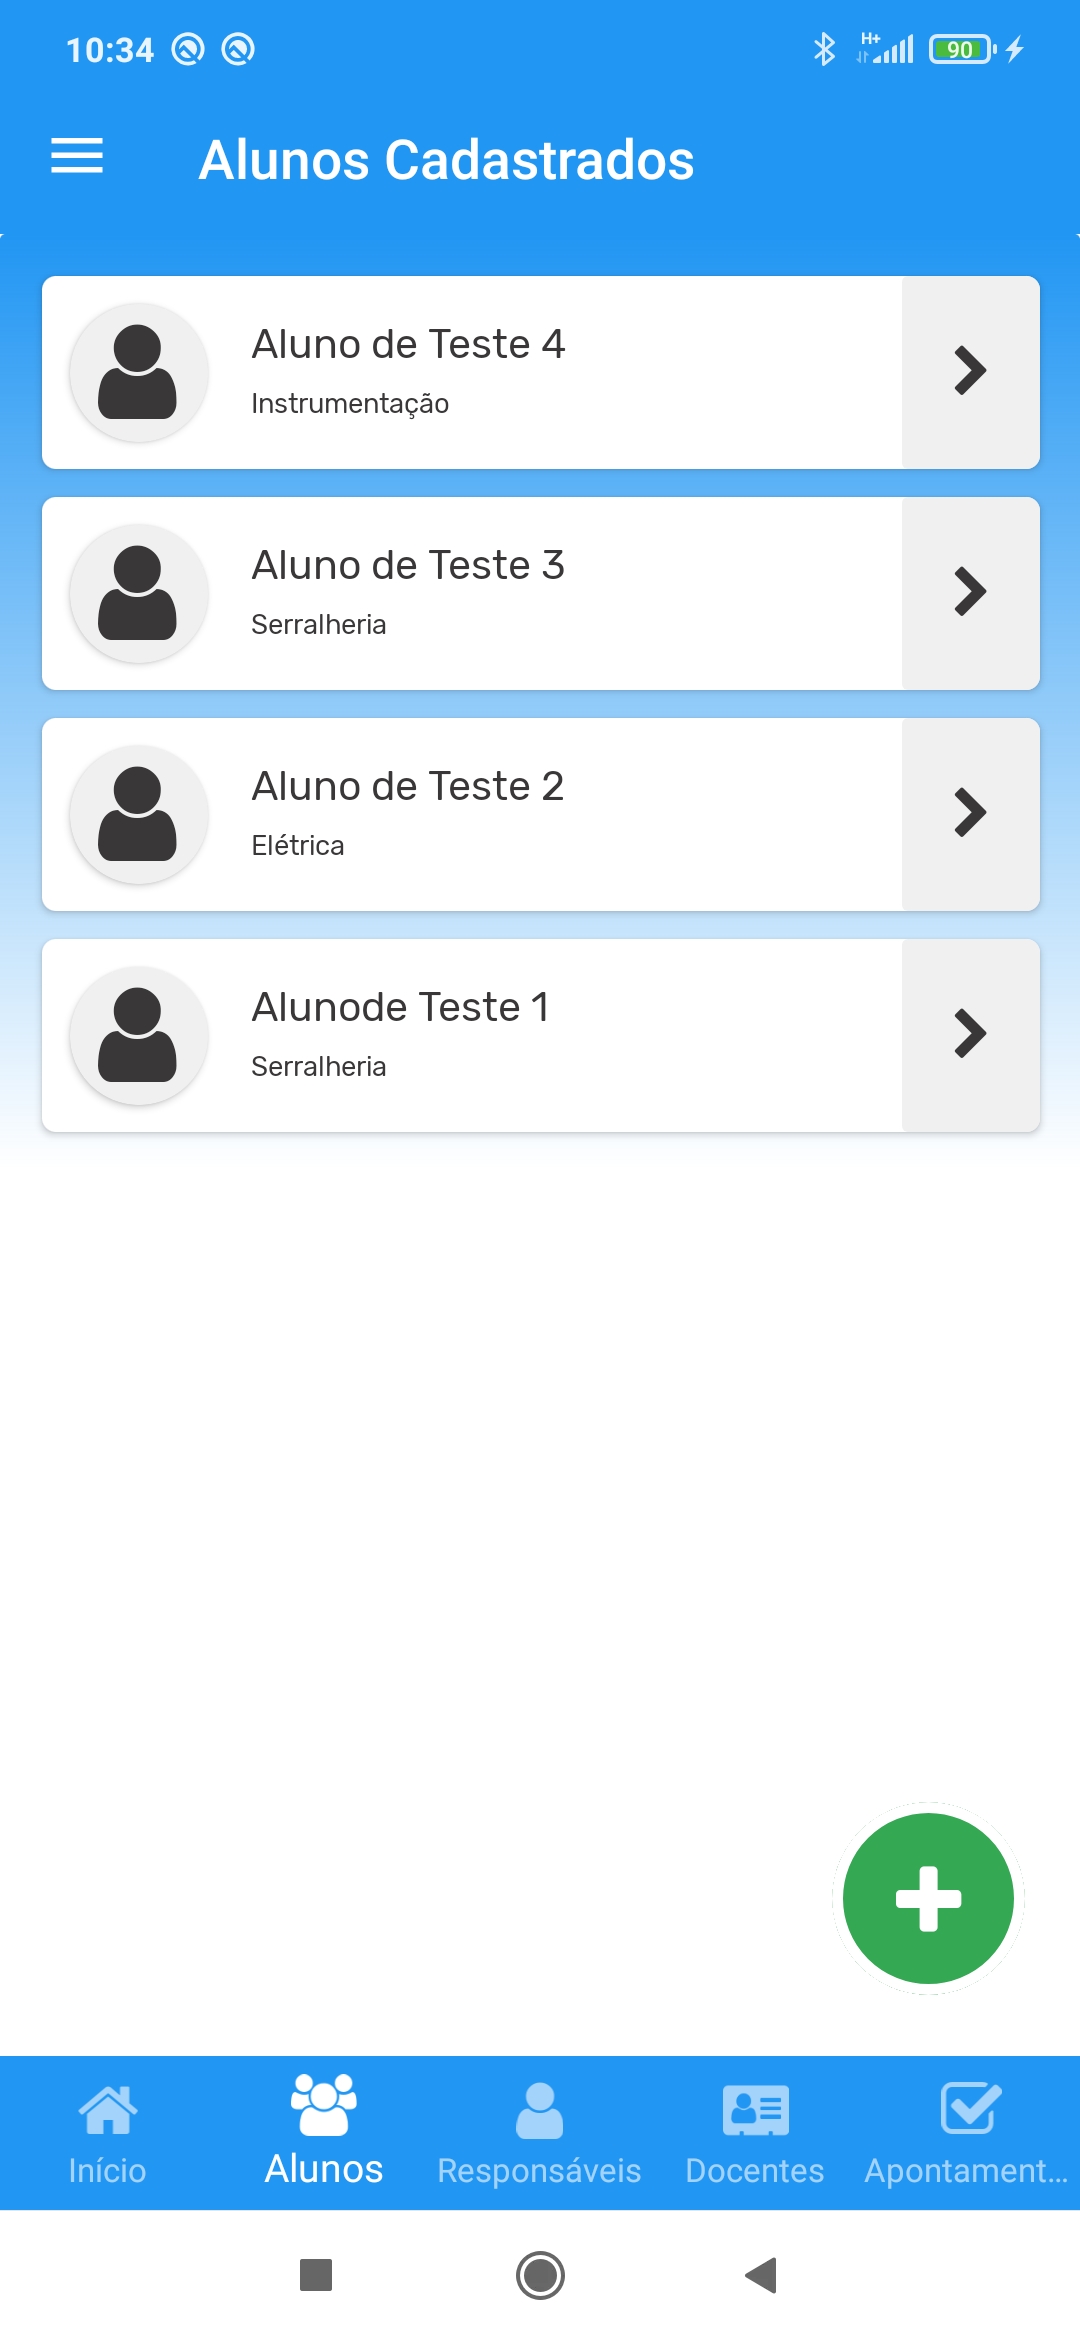 10:34
H+
90
Alunos Cadastrados
Aluno de Teste 4
Instrumentação
Aluno de Teste 3
Serralheria
Aluno de Teste 2
Elétrica
Alunode Teste 1
Serralheria
Início
Alunos
Responsáveis
Docentes
Apontament...